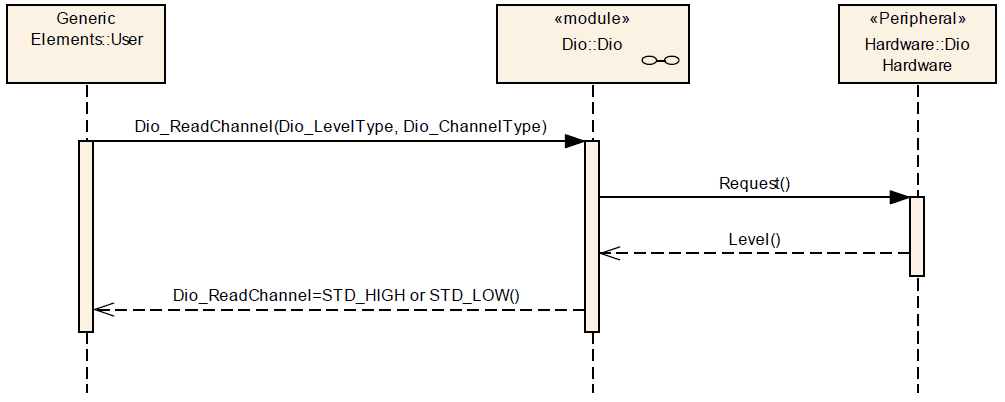 Generic
Elements::User
«module»
Dio::Dio
«Peripheral»
Hardware::Dio
Hardware
Dio_ReadChannel(Dio_LevelType, Dio_ChannelType)
Request()
Level()
Dio_ReadChannel=STD_HIGH or STD_LOW()